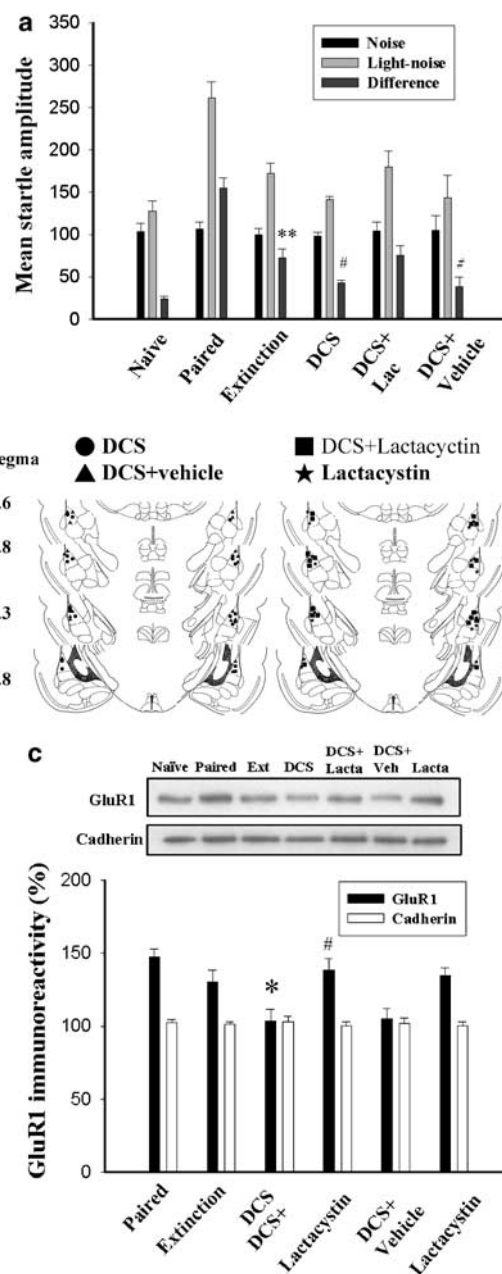 a
350
300
250
200
150
100
50
0
Mean startle amplitude
Noise
Light-noise
Difference
**
#
#
Naive
Paired
Extinction
DCS
DCS+
Lac
DCS+
Vehicle
egma
DCS
DCS+Lactacyctin
DCS+vehicle
Lactacystin
.6
.8
.3
.8
c
Naïve Paired Ext DCS DCS+ Lacta DCS+ Veh Lacta
GluR1
Cadherin
200
150
100
50
0
GluR1 immunoreactivity (%)
GluR1
Cadherin
*
#
Paired
Extinction
DCS
DCS+
Lactacystin
DCS+
Vehicle
Lactacystin